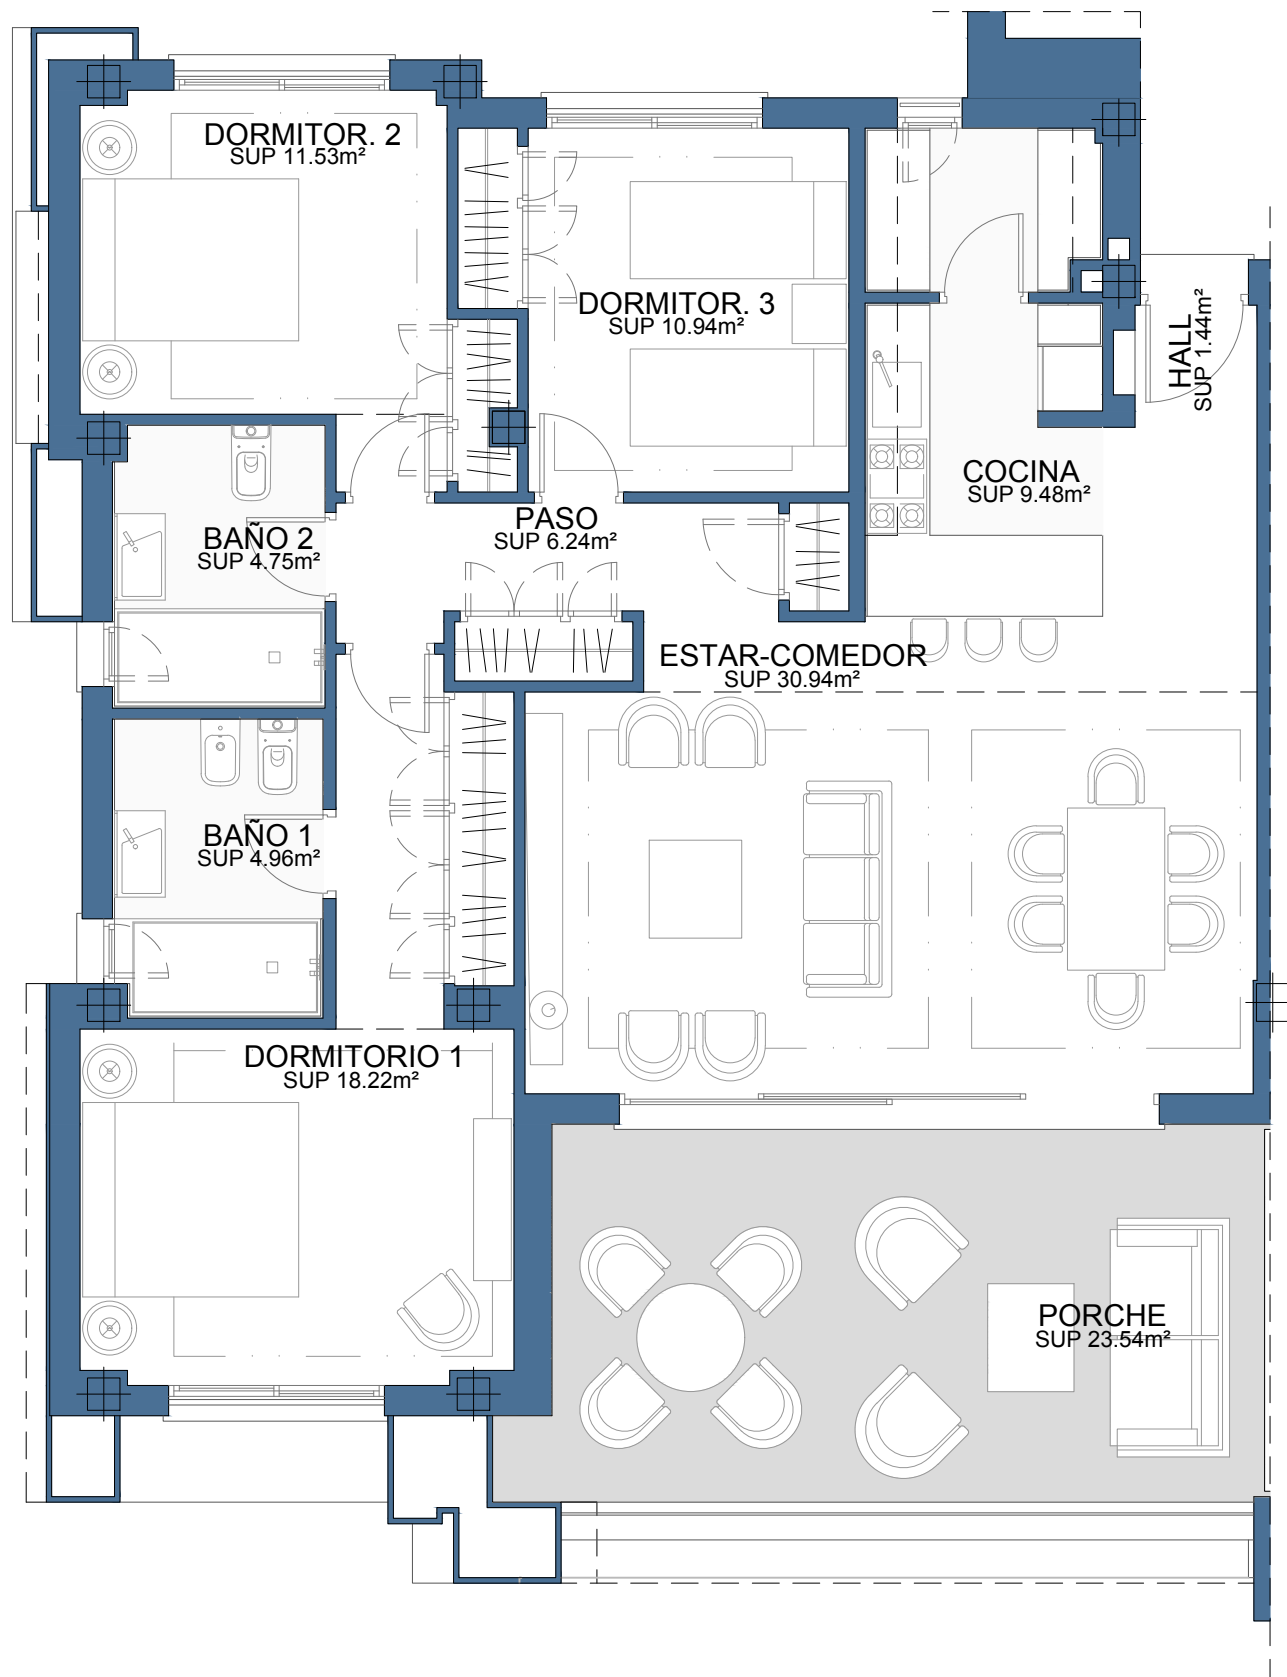 DORMITOR. 2
SUP 11.53m²
DORMITOR. 3
SUP 10.94m²
HALL
SUP 1.44m²
COCINA
SUP 9.48m²
PASO
SUP 6.24m²
BAÑO 2
SUP 4.75m²
ESTAR-COMEDOR
SUP 30.94m²
BAÑO 1
SUP 4.96m²
DORMITORIO 1
SUP 18.22m²
PORCHE
SUP 23.54m²